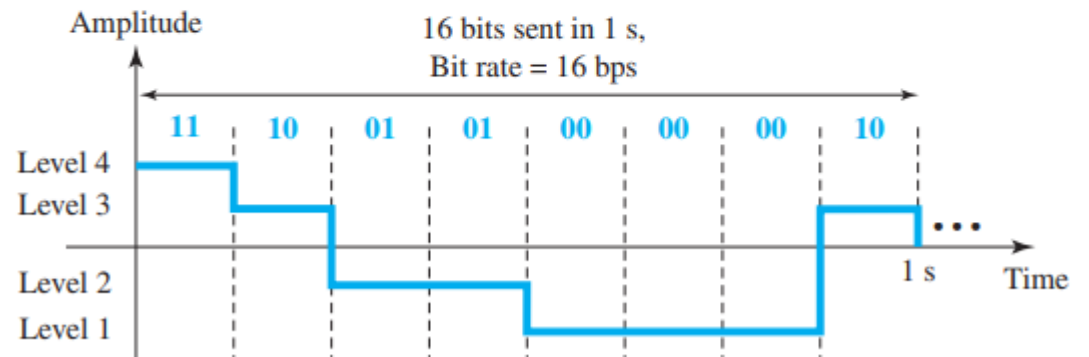 Amplitude
16 bits sent in 1 s,
Bit rate = 16 bps
11 10 01 01 00 00 00 10
Level 4
Level 3
Level 2
Level 1
...
1 s
Time